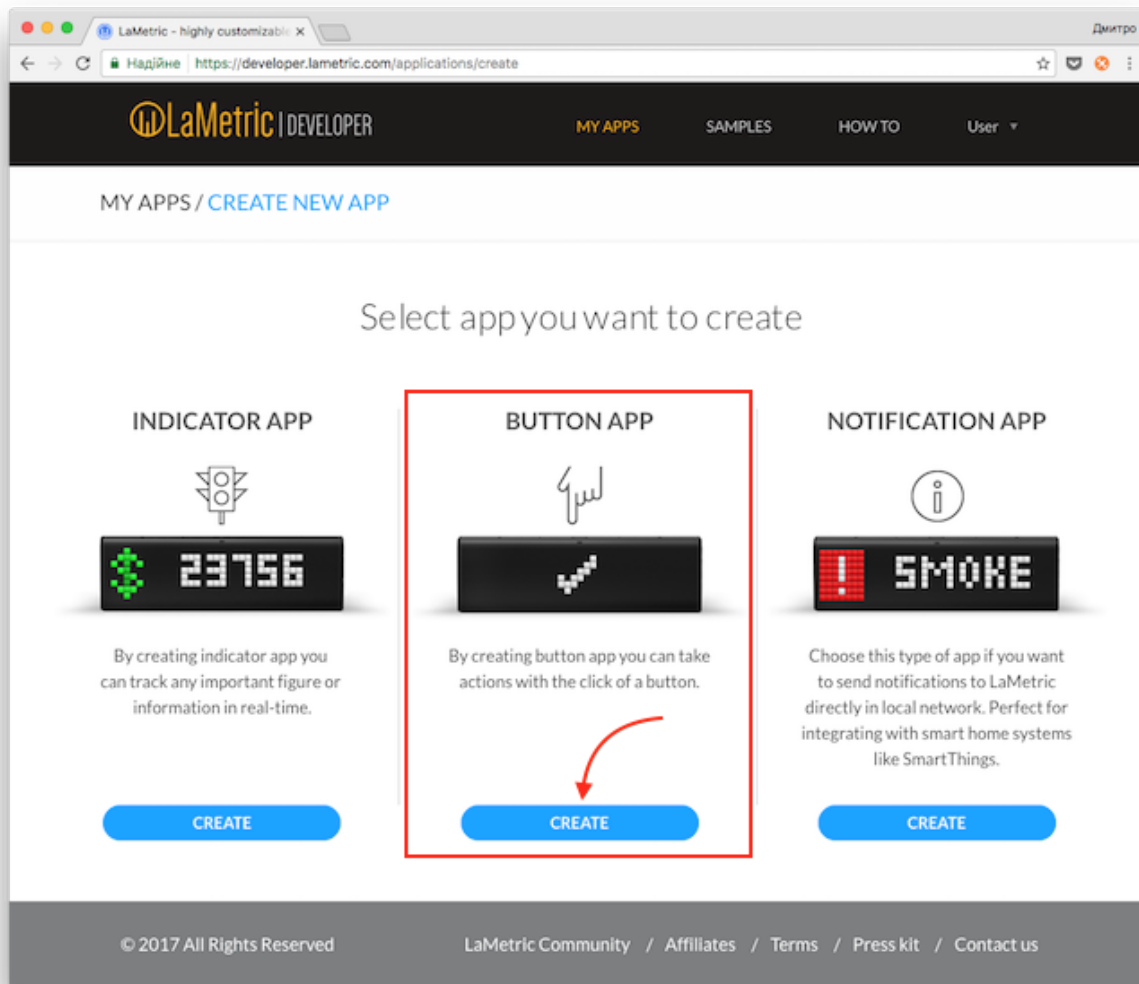 LaMetric - highly customizabl
Дмитро
Надійне https://developer.lametric.com/applications/create
LaMetric | DEVELOPER
MY APPS
SAMPLES
HOW TO
User
MY APPS / CREATE NEW APP
Select app you want to create
INDICATOR APP
$ 23756
By creating indicator app you
can track any important figure or
information in real-time.
CREATE
BUTTON APP
By creating button app you can take
actions with the click of a button.
CREATE
NOTIFICATION APP
i
! SMOKE
Choose this type of app if you want
to send notifications to LaMetric
directly in local network. Perfect for
integrating with smart home systems
like SmartThings.
CREATE
© 2017 All Rights Reserved
LaMetric Community / Affiliates / Terms / Press kit / Contact us